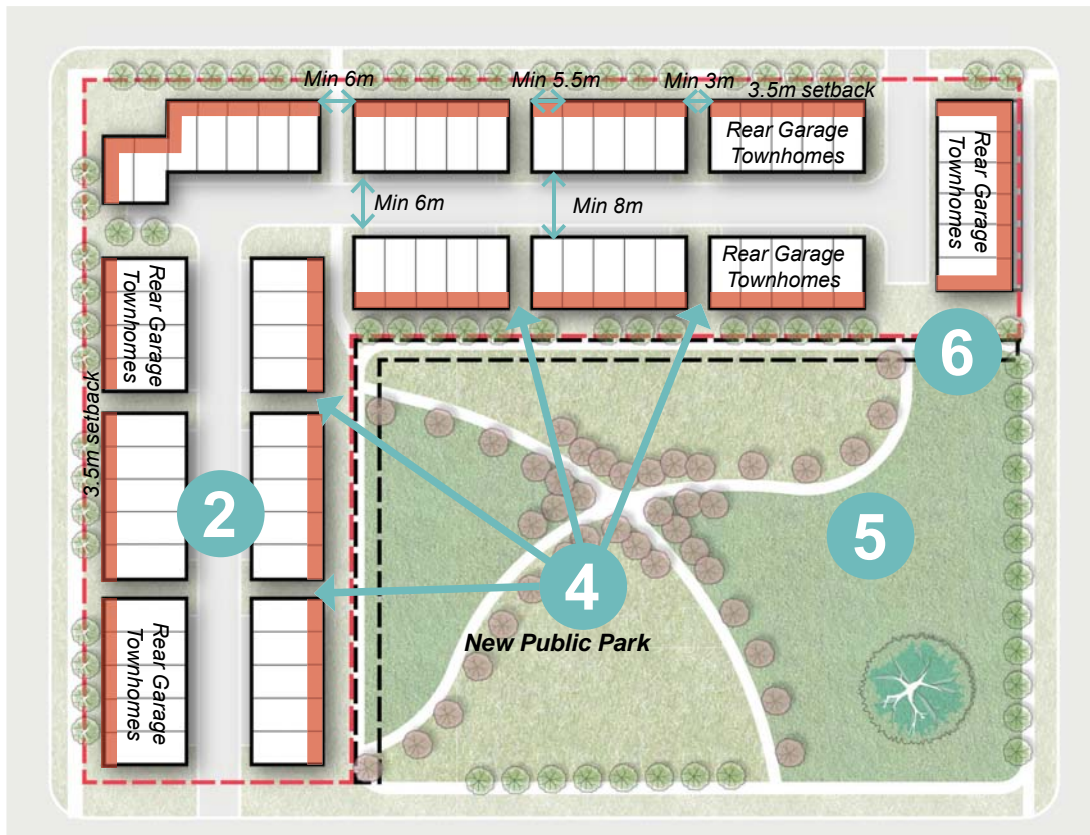 Min 6m
Min 5.5m
Min 3m
3.5m setback
Rear Garage
Townhomes
Rear Garage
Townhomes
Min 6m
Min 8m
Rear Garage
Townhomes
Rear Garage
Townhomes
3.5m setback
6
2
5
4
New Public Park
Rear Garage
Townhomes